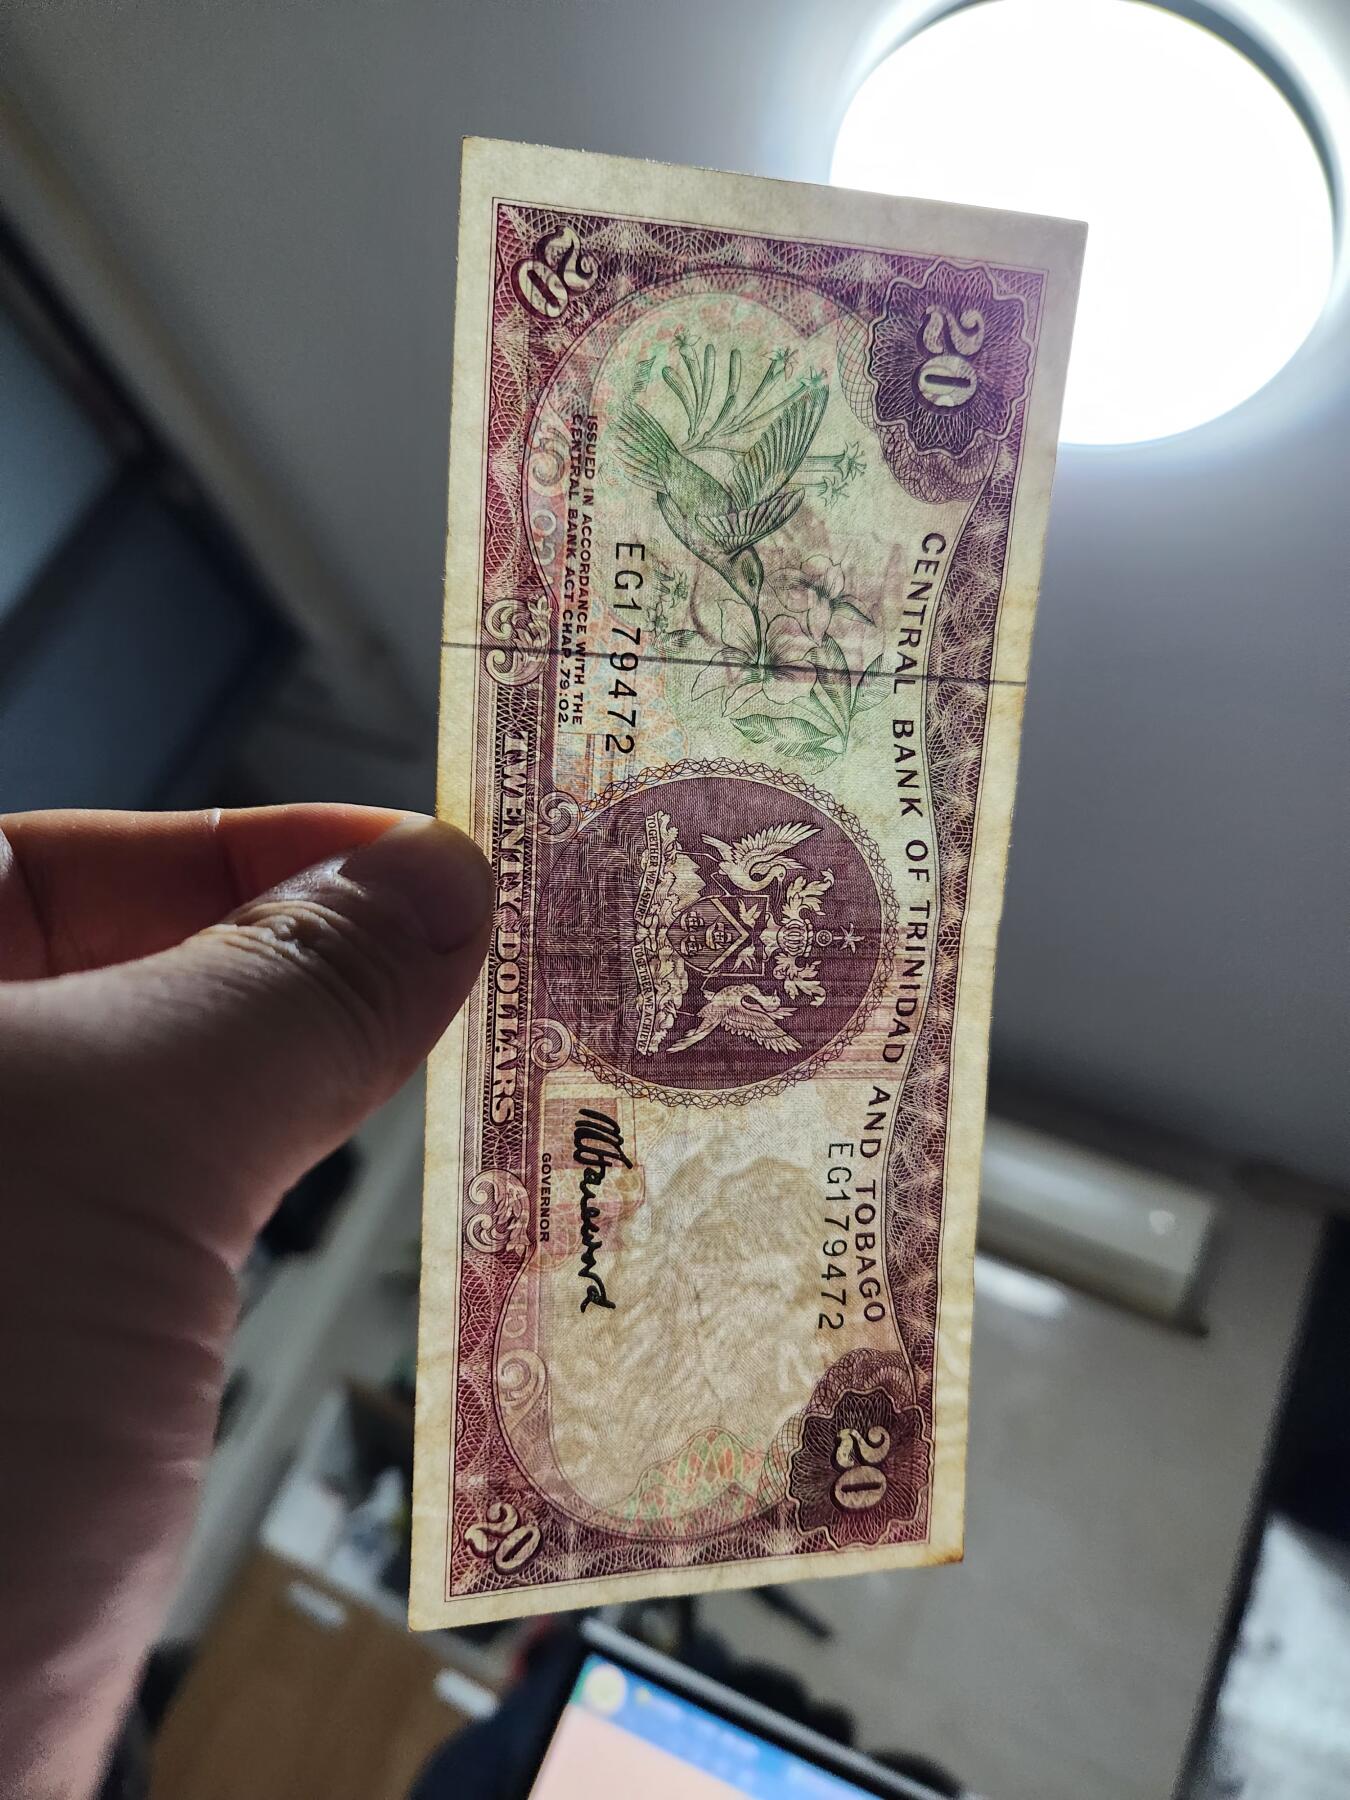 20
20
CENTRAL BANK OF TRINIDAD AND TOBAGO
EG179472
EG179472
ISSUED IN ACCORDANCE WITH THE
CENTRAL BANK ACT CHAP. 79:02.
TOGETHER WE ASPIRE TOGETHER WE ACHIEVE
GOVERNOR
20
TWENTY DOLLARS
20